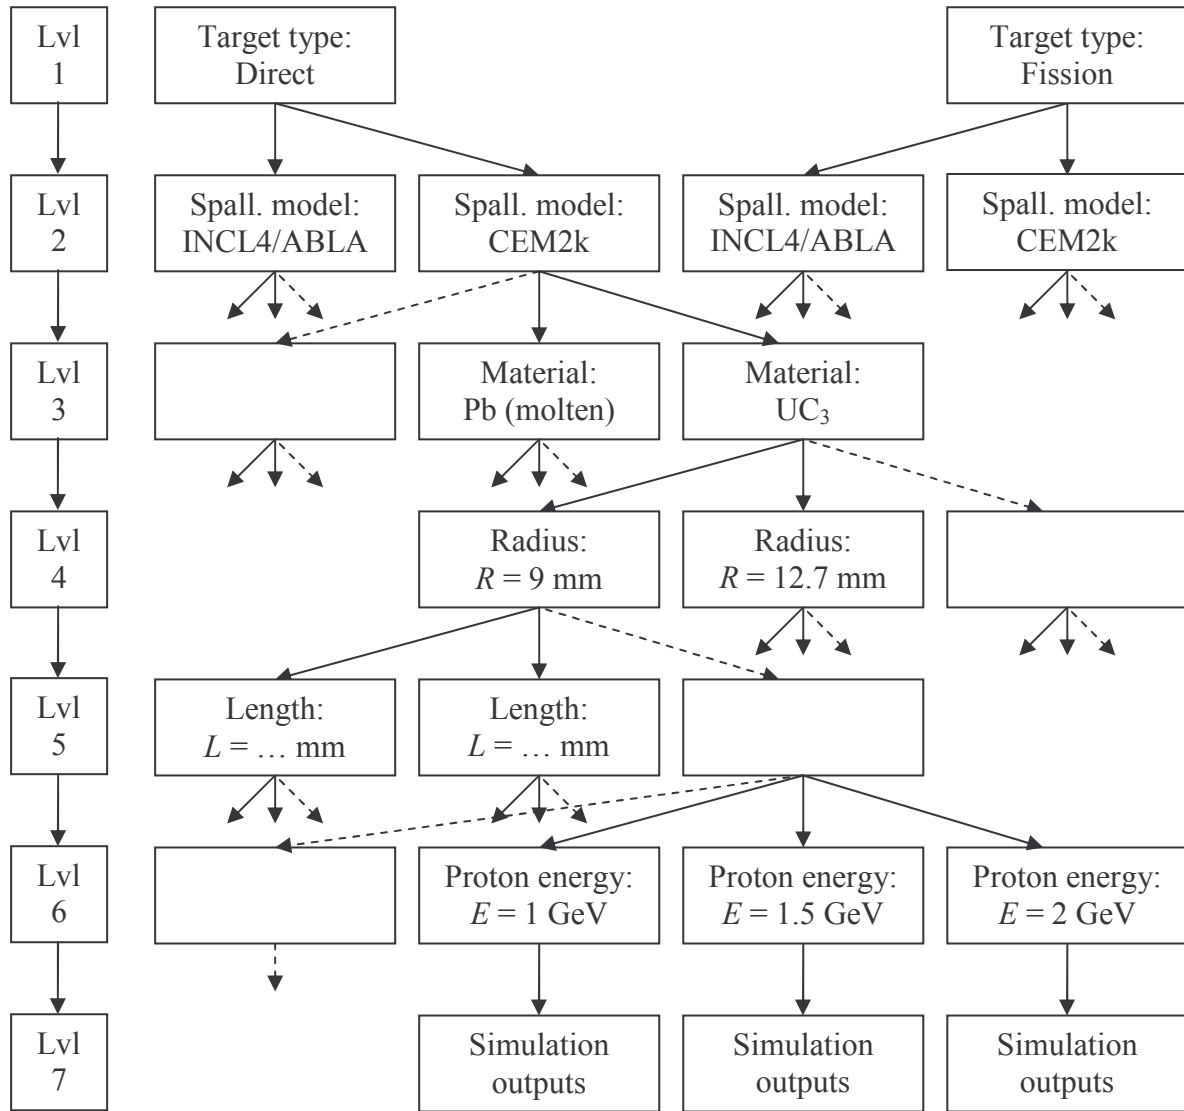 Lvl
1
Target type:
Direct
Target type:
Fission
Lvl
2
Spall. model:
INCL4/ABLA
Spall. model:
CEM2k
Spall. model:
INCL4/ABLA
Spall. model:
CEM2k
Lvl
3
Material:
Pb (molten)
Material:
UC₃
Lvl
4
Radius:
R = 9 mm
Radius:
R = 12.7 mm
Lvl
5
Length:
L = … mm
Length:
L = … mm
Lvl
6
Proton energy:
E = 1 GeV
Proton energy:
E = 1.5 GeV
Proton energy:
E = 2 GeV
Lvl
7
Simulation
outputs
Simulation
outputs
Simulation
outputs